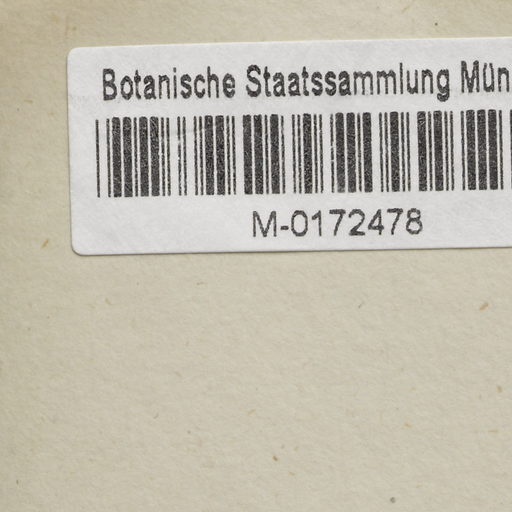 Botanische Staatssammlung Mün
M-0172478